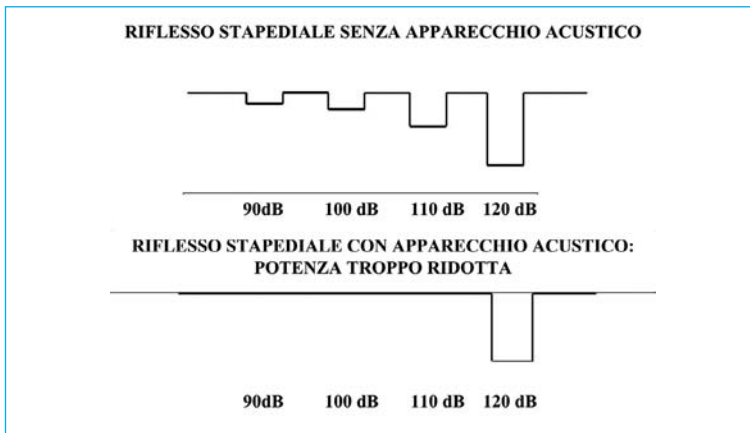 RIFLESSO STAPEDIALE SENZA APPARECCHIO ACUSTICO
90dB 100 dB 110 dB 120 dB
RIFLESSO STAPEDIALE CON APPARECCHIO ACUSTICO:
POTENZA TROPPO RIDOTTA
90dB 100 dB 110 dB 120 dB